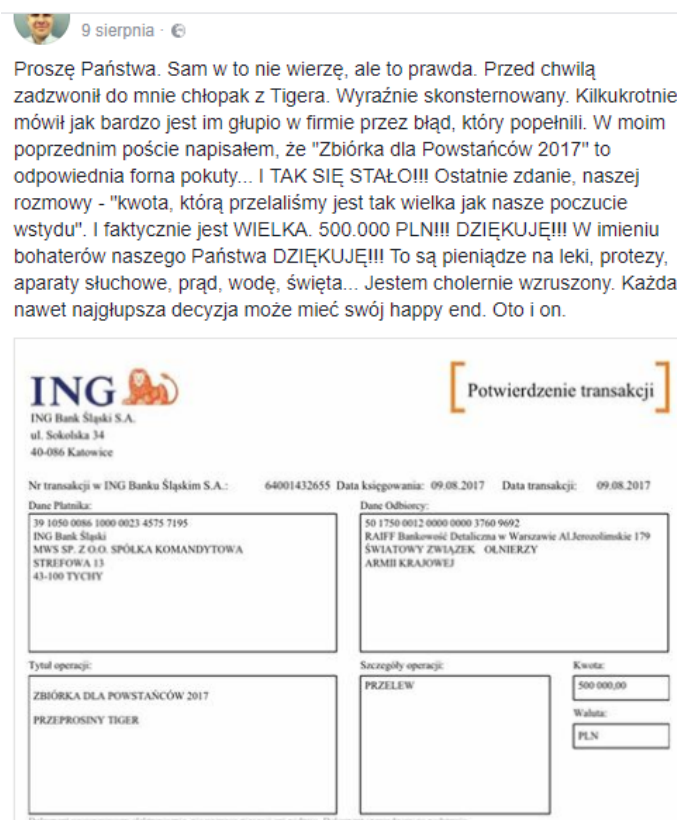 9 sierpnia ·
Proszę Państwa. Sam w to nie wierzę, ale to prawda. Przed chwilą
zadzwonił do mnie chłopak z Tigera. Wyraźnie skonsternowany. Kilkukrotnie
mówił jak bardzo jest im głupio w firmie przez błąd, który popełnili. W moim
poprzednim poście napisałem, że "Zbiórka dla Powstańców 2017" to
odpowiednia forna pokuty... I TAK SIĘ STAŁO!!! Ostatnie zdanie, naszej
rozmowy - "kwota, którą przelaliśmy jest tak wielka jak nasze poczucie
wstydu". I faktycznie jest WIELKA. 500.000 PLN!!! DZIĘKUJĘ!!! W imieniu
bohaterów naszego Państwa DZIĘKUJĘ!!! To są pieniądze na leki, protezy,
aparaty słuchowe, prąd, wodę, święta... Jestem cholernie wzruszony. Każda
nawet najgłupsza decyzja może mieć swój happy end. Oto i on.
ING
Potwierdzenie transakcji
ING Bank Śląski S.A.
ul. Sokolska 34
40-086 Katowice
Nr transakcji w ING Banku Śląskim S.A.: 64001432655 Data księgowania: 09.08.2017 Data transakcji: 09.08.2017
Dane Płatnika: Dane Odbiorcy:
39 1050 0086 1000 0023 4575 7195
ING Bank Śląski
MWS SP. Z O.O. SPÓŁKA KOMANDYTOWA
STREFOWA 13
43-100 TYCHY
50 1750 0012 0000 0000 3760 9692
RAIFF Bankowość Detaliczna w Warszawie Al.Jerozolimskie 179
ŚWIATOWY ZWIĄZEK OLNIERZY
ARMII KRAJOWEJ
Tytuł operacji: Szczegóły operacji: Kwota:
ZBIÓRKA DLA POWSTAŃCÓW 2017
PRZEPROSINY TIGER
PRZELEW
500 000,00
Waluta:
PLN